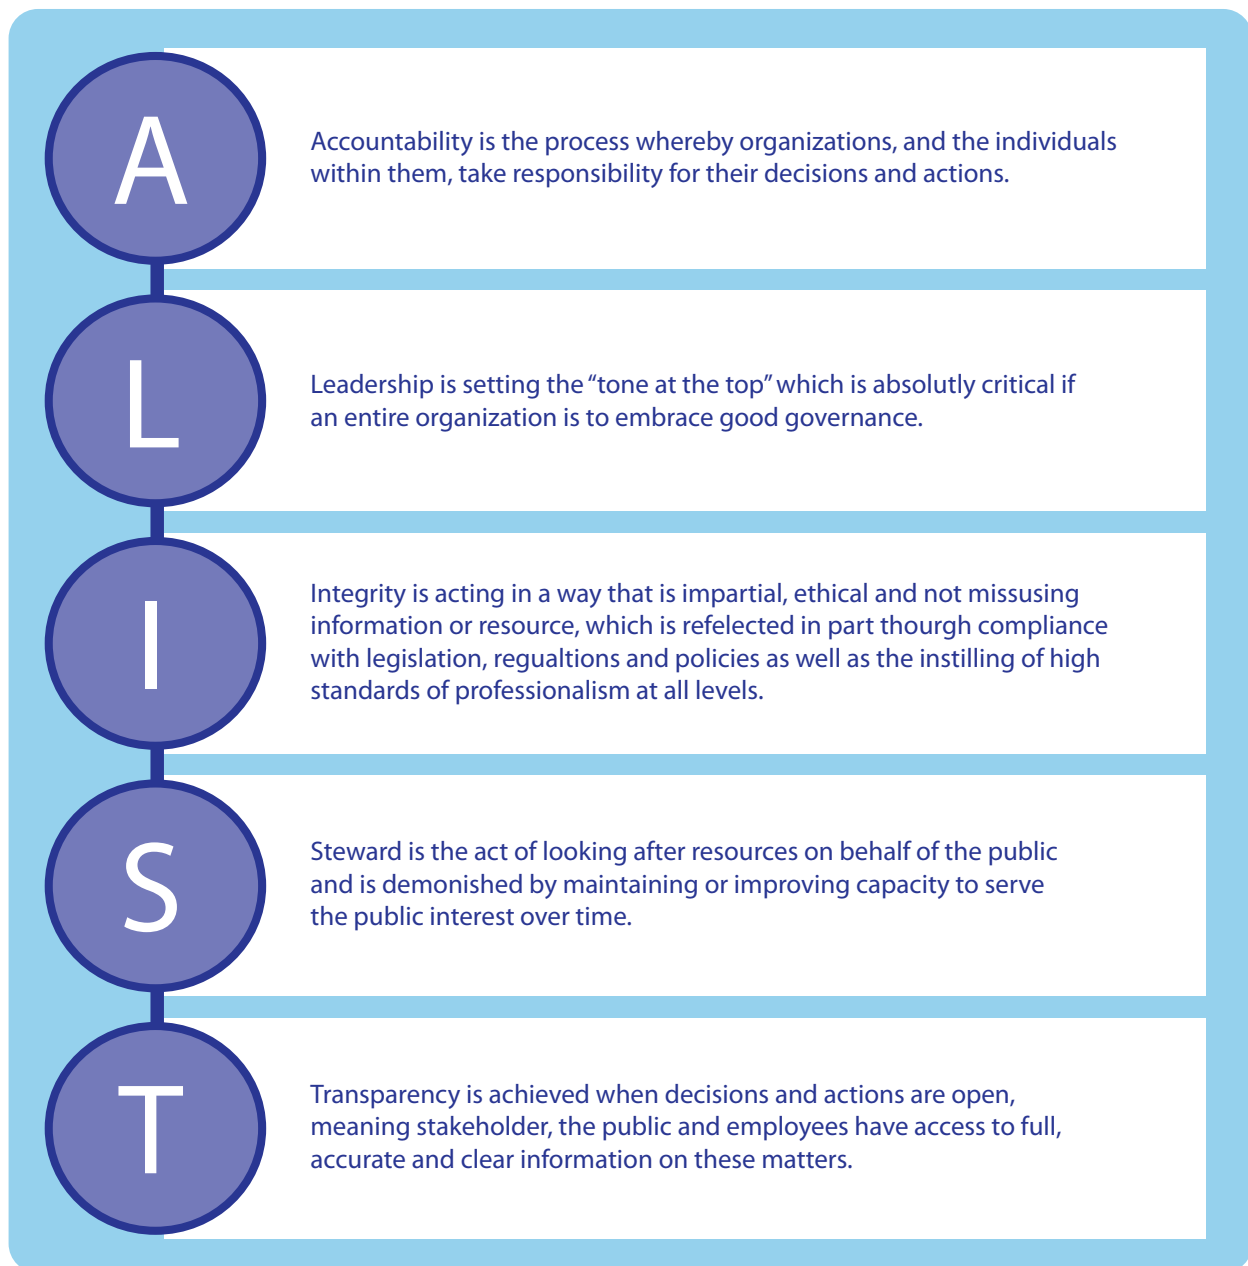 A
Accountability is the process whereby organizations, and the individuals
within them, take responsibility for their decisions and actions.
L
Leadership is setting the “tone at the top” which is absolutly critical if
an entire organization is to embrace good governance.
I
Integrity is acting in a way that is impartial, ethical and not missusing
information or resource, which is refelected in part thourgh compliance
with legislation, regualtions and policies as well as the instilling of high
standards of professionalism at all levels.
S
Steward is the act of looking after resources on behalf of the public
and is demonished by maintaining or improving capacity to serve
the public interest over time.
T
Transparency is achieved when decisions and actions are open,
meaning stakeholder, the public and employees have access to full,
accurate and clear information on these matters.